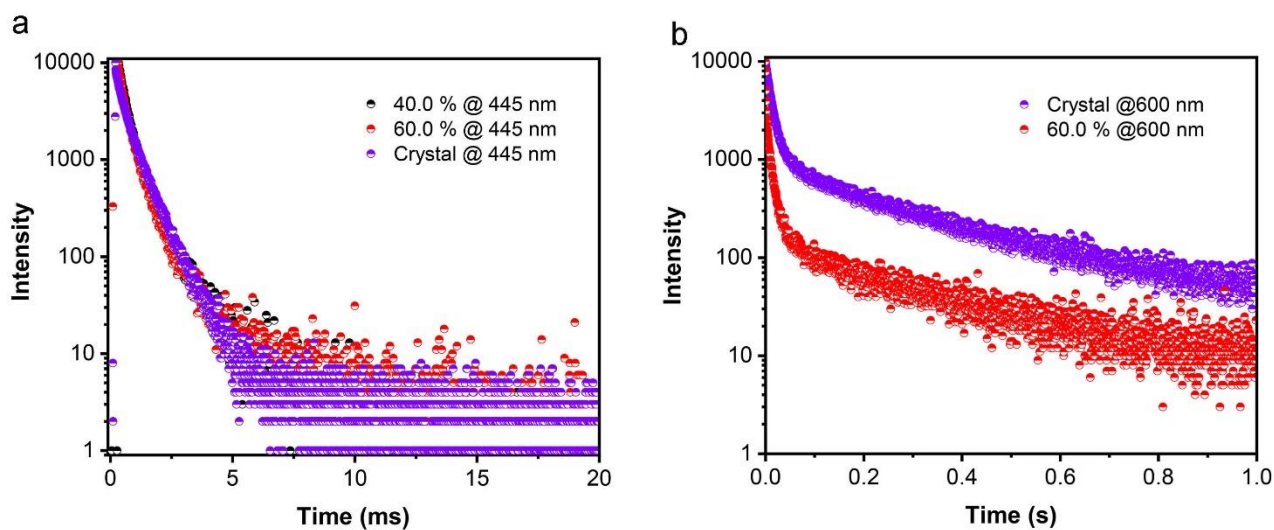 a
10000
1000
100
10
1
0
5
10
15
20
Intensity
Time (ms)
40.0 % @ 445 nm
60.0 % @ 445 nm
Crystal @ 445 nm
b
10000
1000
100
10
1
0.0
0.2
0.4
0.6
0.8
1.0
Intensity
Time (s)
Crystal @600 nm
60.0 % @600 nm